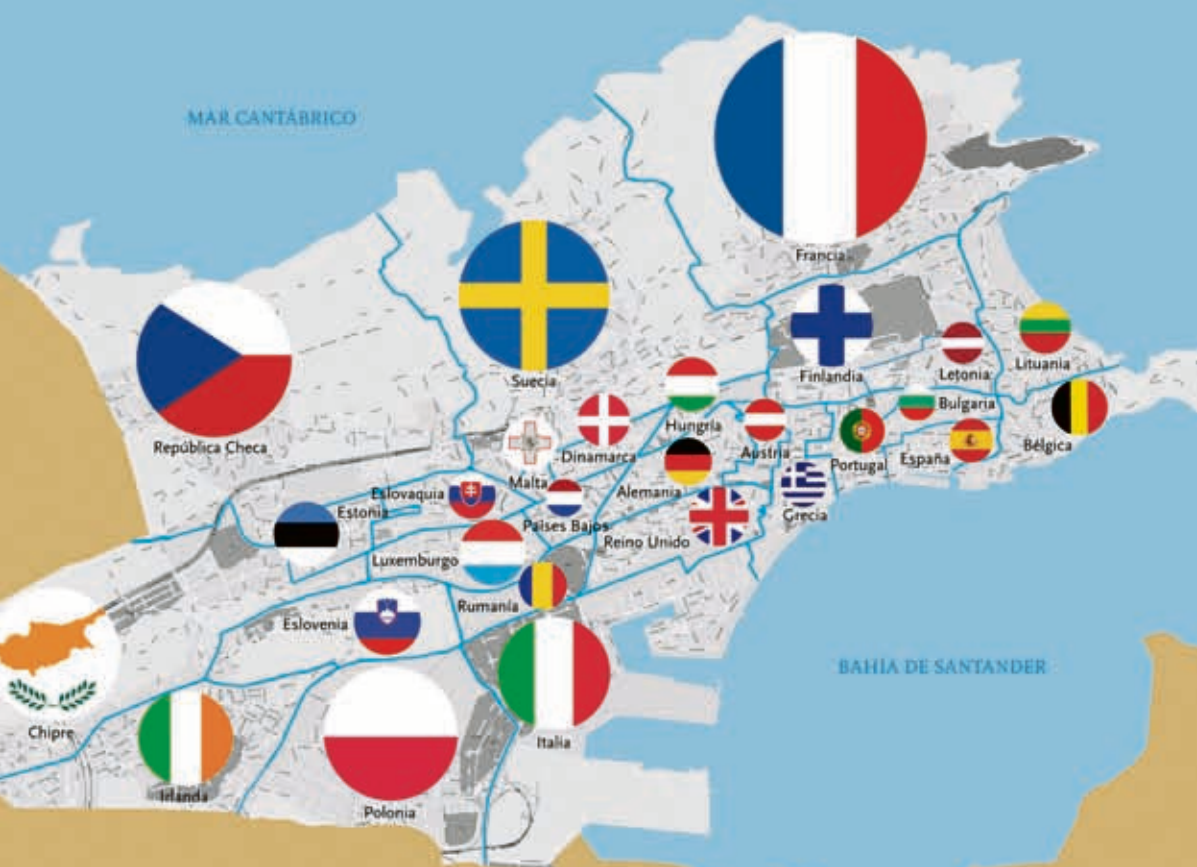 MAR CANTÁBRICO
Francia
Suecia
Finlandia
Letonia
Lituania
República Checa
Hungría
Bulgaria
Dinamarca
Austria
Portugal
España
Bélgica
Malta
Alemania
Eslovaquia
Estonia
Países Bajos
Grecia
Reino Unido
Luxemburgo
Rumanía
Eslovenia
BAHÍA DE SANTANDER
Chipre
Italia
Irlanda
Polonia